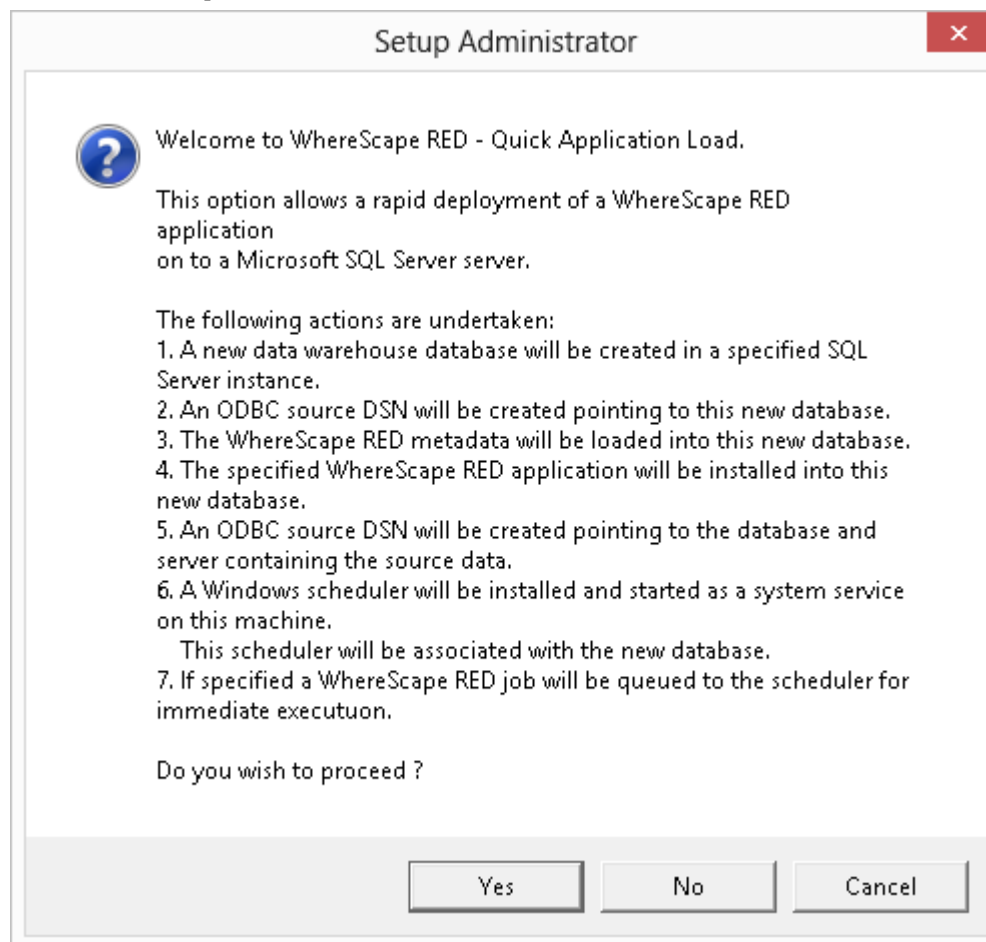 Setup Administrator
Welcome to WhereScape RED - Quick Application Load.
This option allows a rapid deployment of a WhereScape RED
application
on to a Microsoft SQL Server server.
The following actions are undertaken:
1. A new data warehouse database will be created in a specified SQL
Server instance.
2. An ODBC source DSN will be created pointing to this new database.
3. The WhereScape RED metadata will be loaded into this new database.
4. The specified WhereScape RED application will be installed into this
new database.
5. An ODBC source DSN will be created pointing to the database and
server containing the source data.
6. A Windows scheduler will be installed and started as a system service
on this machine.
This scheduler will be associated with the new database.
7. If specified a WhereScape RED job will be queued to the scheduler for
immediate executuon.
Do you wish to proceed ?
Yes No Cancel